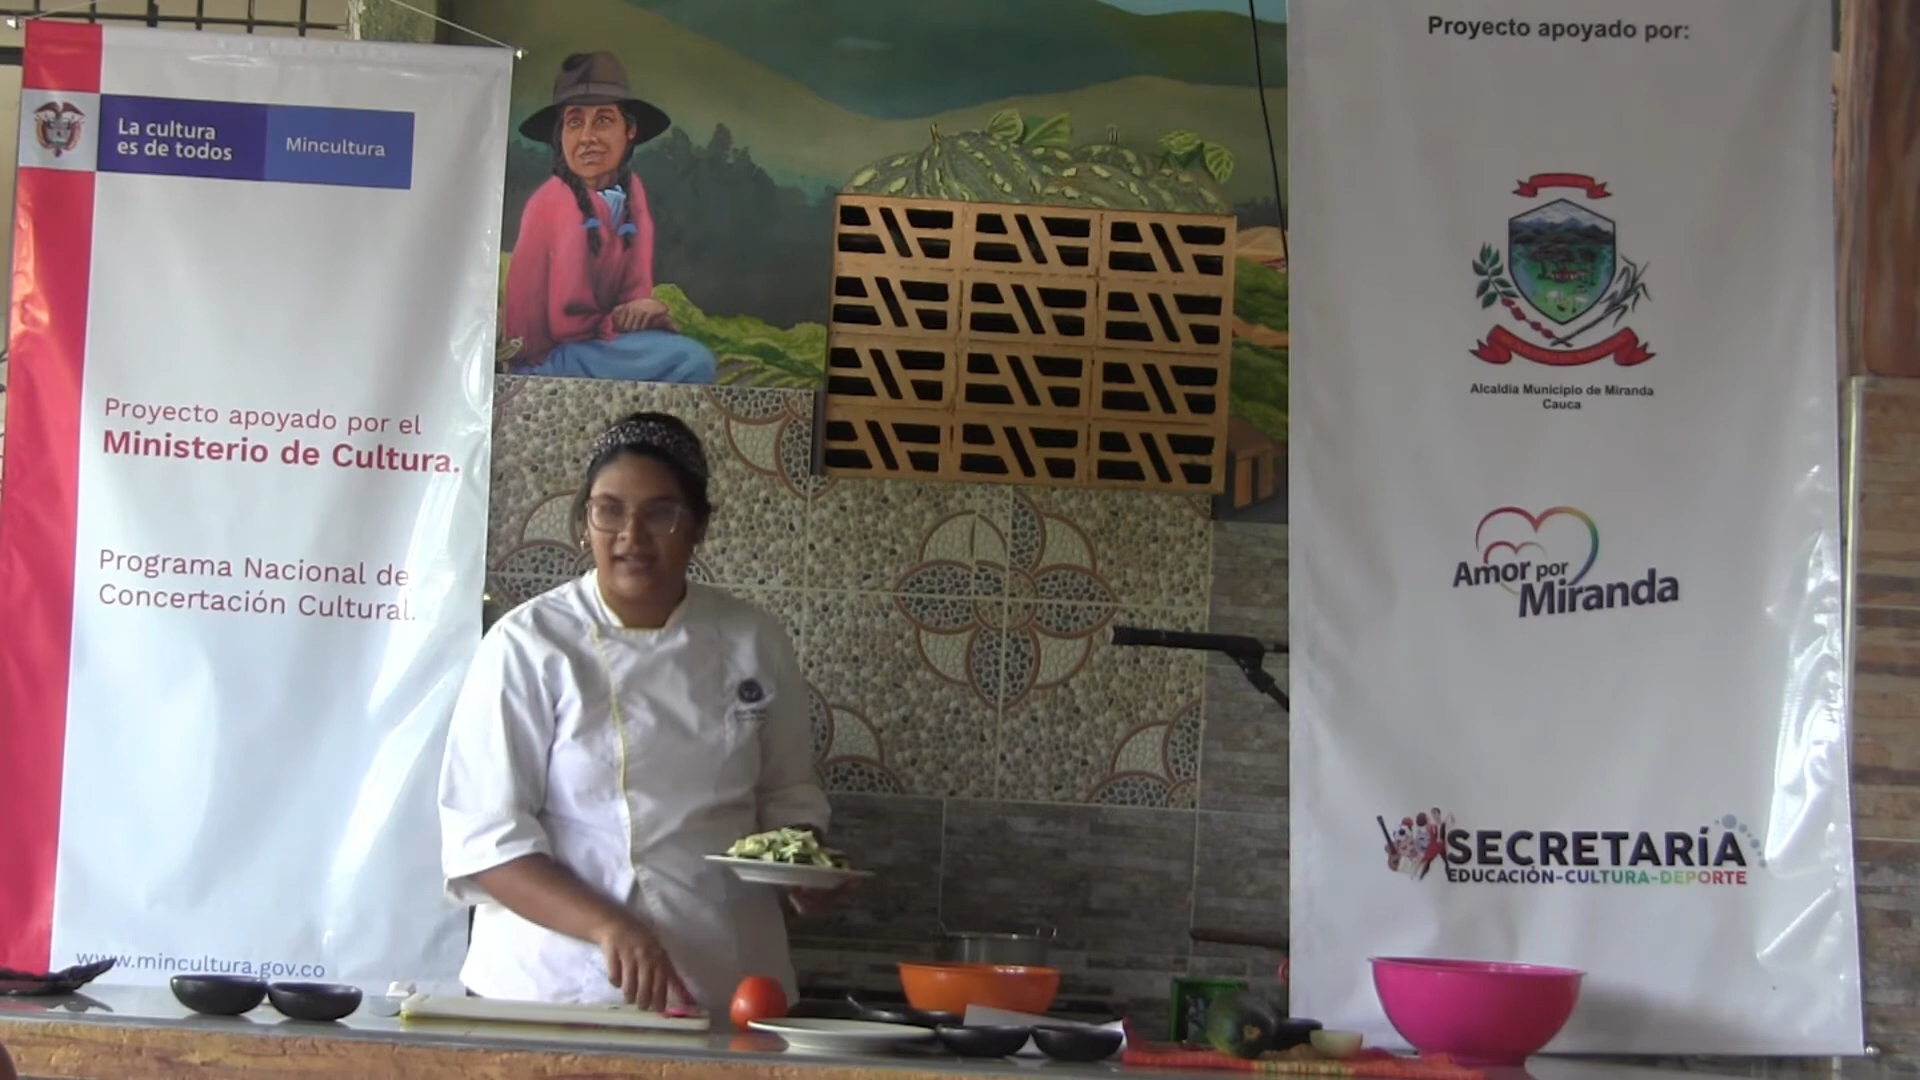 La cultura
es de todos
Mincultura
Proyecto apoyado por el
Ministerio de Cultura.
Programa Nacional de
Concertación Cultural.
www.mincultura.gov.co
Proyecto apoyado por:
Alcaldia Municipio de Miranda
Cauca
Amor por
Miranda
SECRETARÍA
EDUCACIÓN-CULTURA-DEPORTE